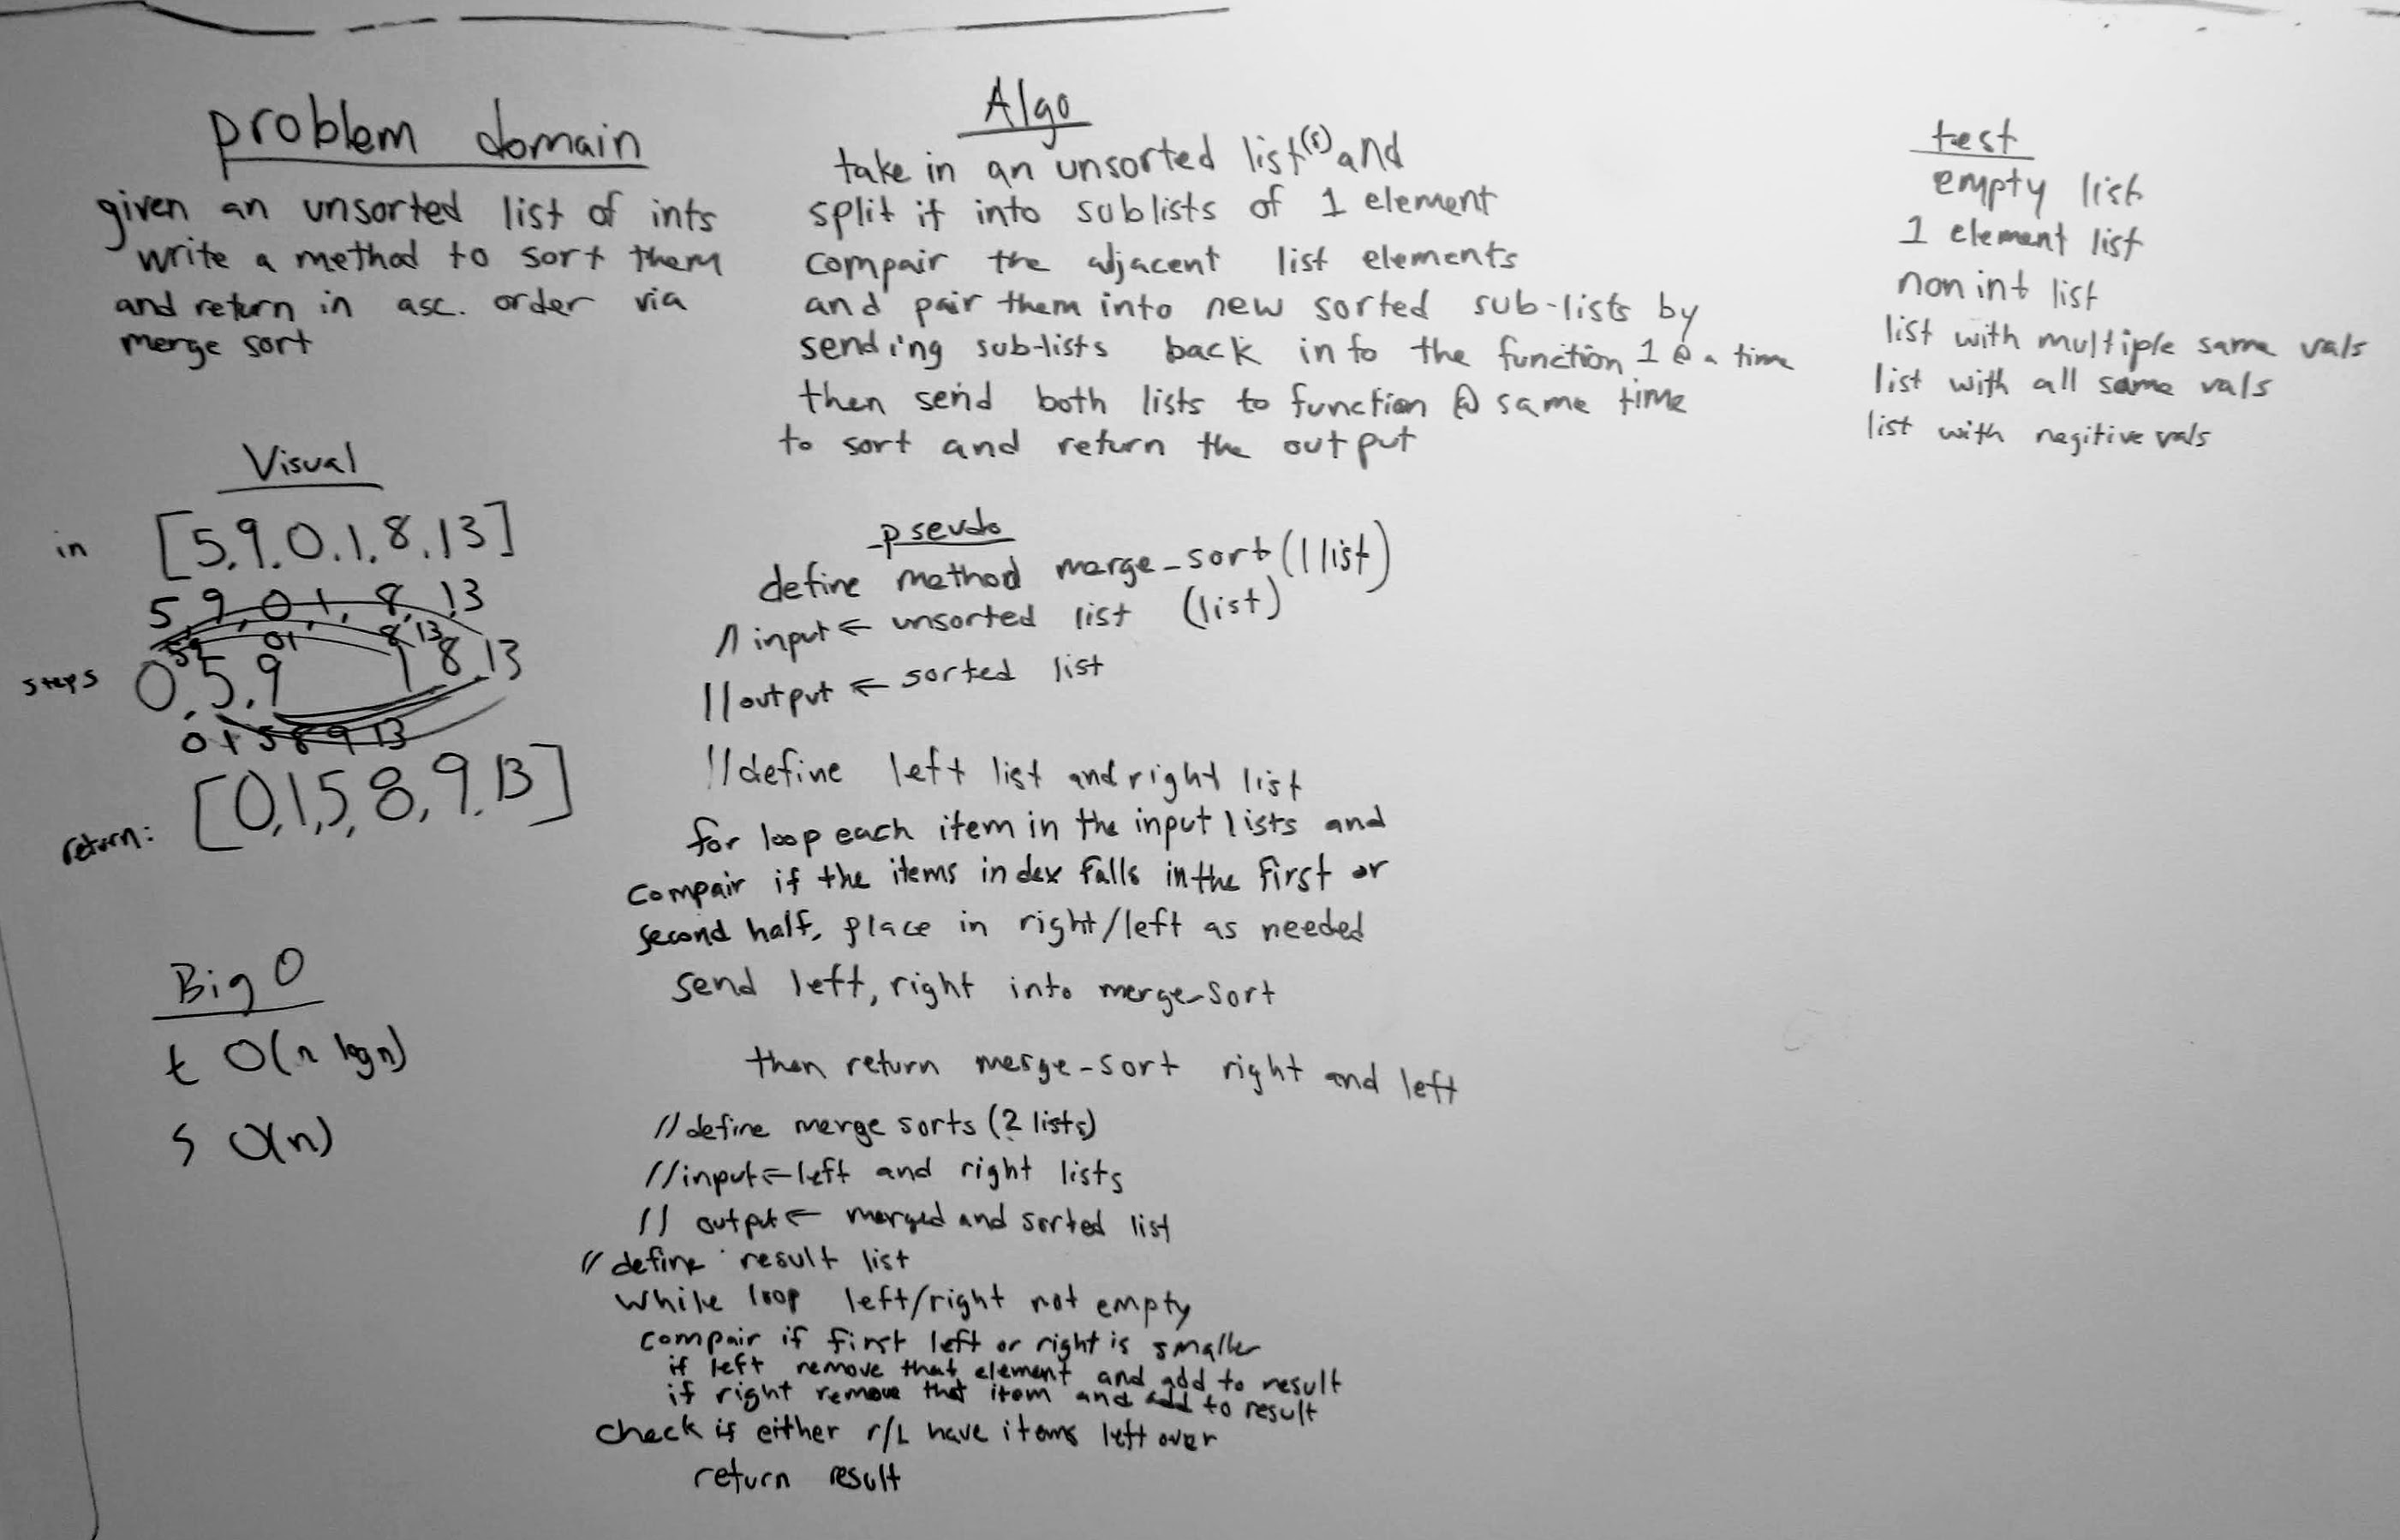 problem domain
given an unsorted list of ints
write a method to sort them
and return in asc. order via
merge sort
Visual
in [5,9.0.1,8,13]
5,9,0,1,8,13
59 01 8,13
steps 0,5,9 1 8 13
0 1 5 8 9 13
return: [0,1,5,8,9,13]
Big O
t O(n log n)
S O(n)
Algo
take in an unsorted list(s) and
split it into sublists of 1 element
compair the adjacent list elements
and pair them into new sorted sub-lists by
sending sub-lists back into the function 1 @ a time
then send both lists to function @ same time
to sort and return the output
pseudo
define method merge_sort(1 list)
// input ← unsorted list (list)
// output ← sorted list
// define left list and right list
for loop each item in the input lists and
compair if the items index falls in the first or
second half, place in right/left as needed
send left, right into merge-sort
then return merge-sort right and left
// define merge sorts (2 lists)
// input ← left and right lists
// output ← merged and sorted list
// define result list
while loop left/right not empty
compair if first left or right is smaller
if left remove that element and add to result
if right remove that item and add to result
check if either r/L have items left over
return result
test
empty list
1 element list
non int list
list with multiple same vals
list with all same vals
list with negitive vals